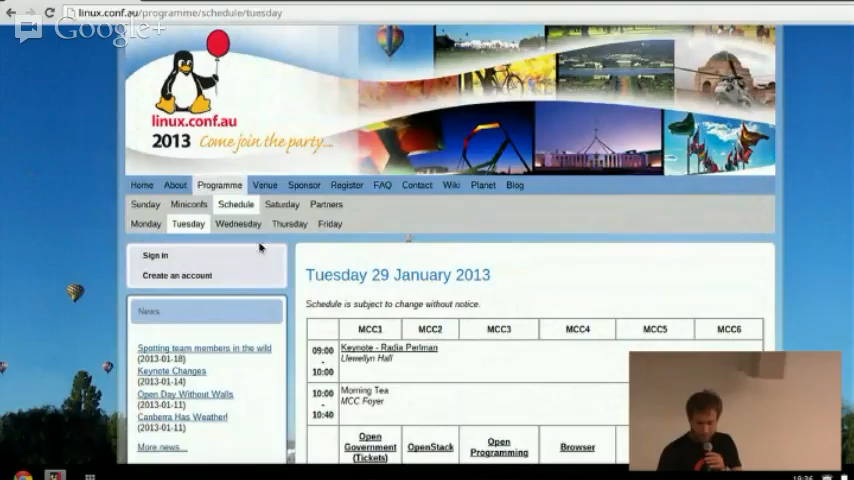 linux.conf.au/programme/schedule/tuesday
Google+
linux.conf.au
2013 Come join the party....
Home About Programme Venue Sponsor Register FAQ Contact Wiki Planet Blog
Sunday Miniconfs Schedule Saturday Partners
Monday Tuesday Wednesday Thursday Friday
Sign in
Create an account
News
Spotting team members in the wild
(2013-01-18)
Keynote Changes
(2013-01-14)
Open Day Without Walls
(2013-01-11)
Canberra Has Weather!
(2013-01-11)
More news...
Tuesday 29 January 2013
Schedule is subject to change without notice.
MCC1 MCC2 MCC3 MCC4 MCC5 MCC6
09:00 - 10:00
Keynote - Radia Perlman
Llewellyn Hall
10:00 - 10:40
Morning Tea
MCC Foyer
Open Government (Tickets)
OpenStack
Open Programming
Browser
18:36